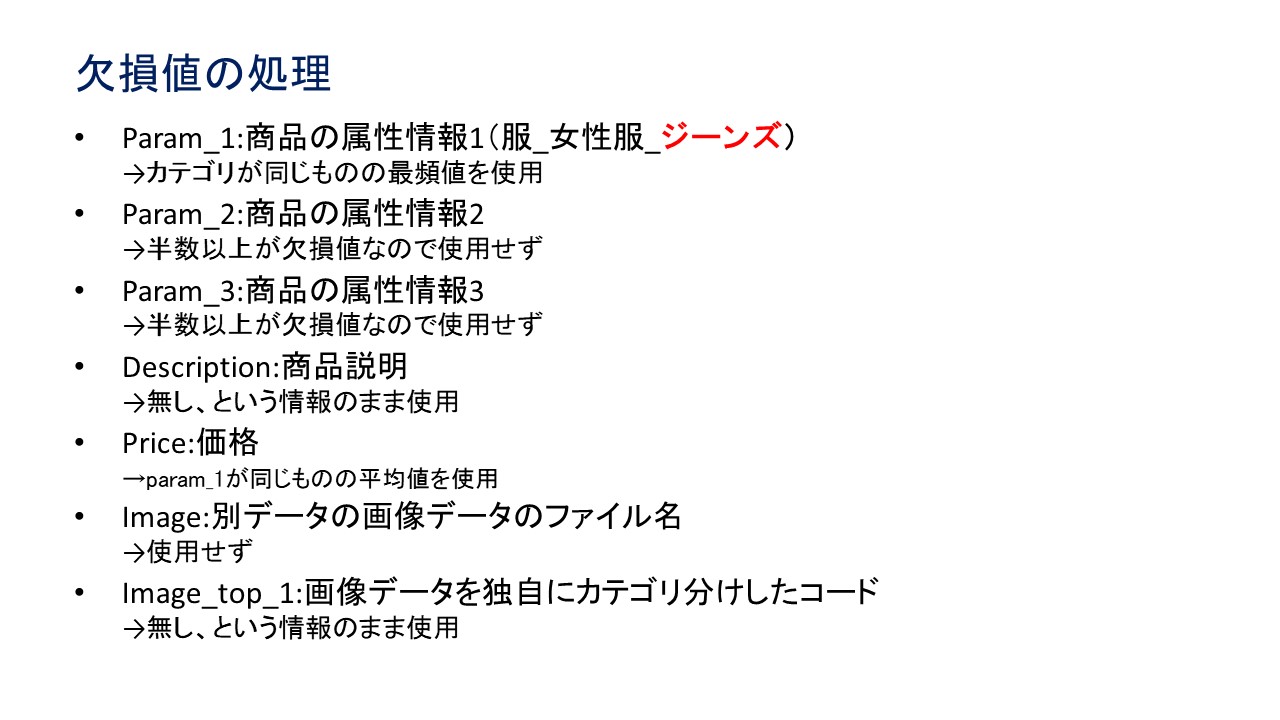 欠損値の処理
• Param_1:商品の属性情報1（服_女性服_ジーンズ）
→カテゴリが同じものの最頻値を使用
• Param_2:商品の属性情報2
→半数以上が欠損値なので使用せず
• Param_3:商品の属性情報3
→半数以上が欠損値なので使用せず
• Description:商品説明
→無し、という情報のまま使用
• Price:価格
→param_1が同じものの平均値を使用
• Image:別データの画像データのファイル名
→使用せず
• Image_top_1:画像データを独自にカテゴリ分けしたコード
→無し、という情報のまま使用